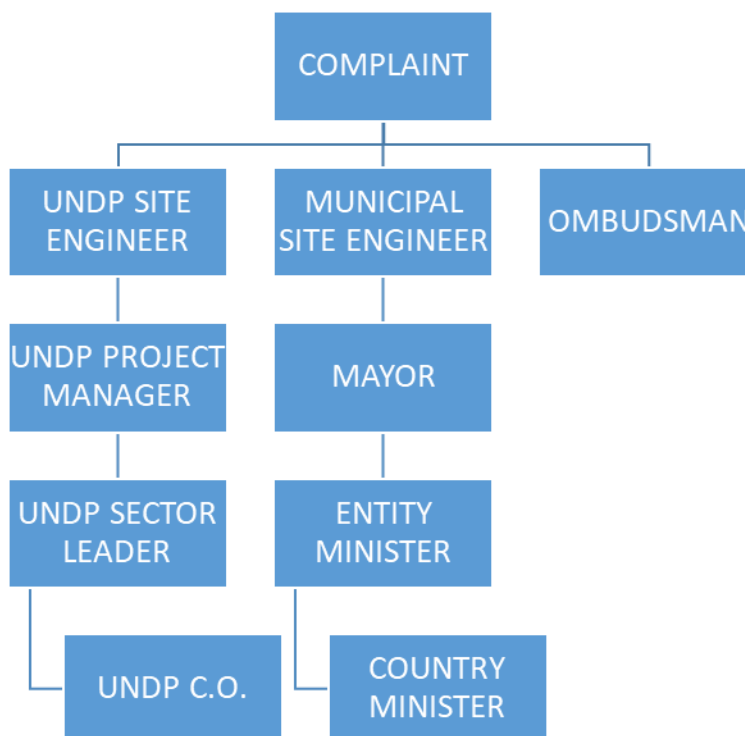 COMPLAINT
UNDP SITE
ENGINEER
MUNICIPAL
SITE ENGINEER
OMBUDSMAN
UNDP PROJECT
MANAGER
MAYOR
UNDP SECTOR
LEADER
ENTITY
MINISTER
UNDP C.O.
COUNTRY
MINISTER